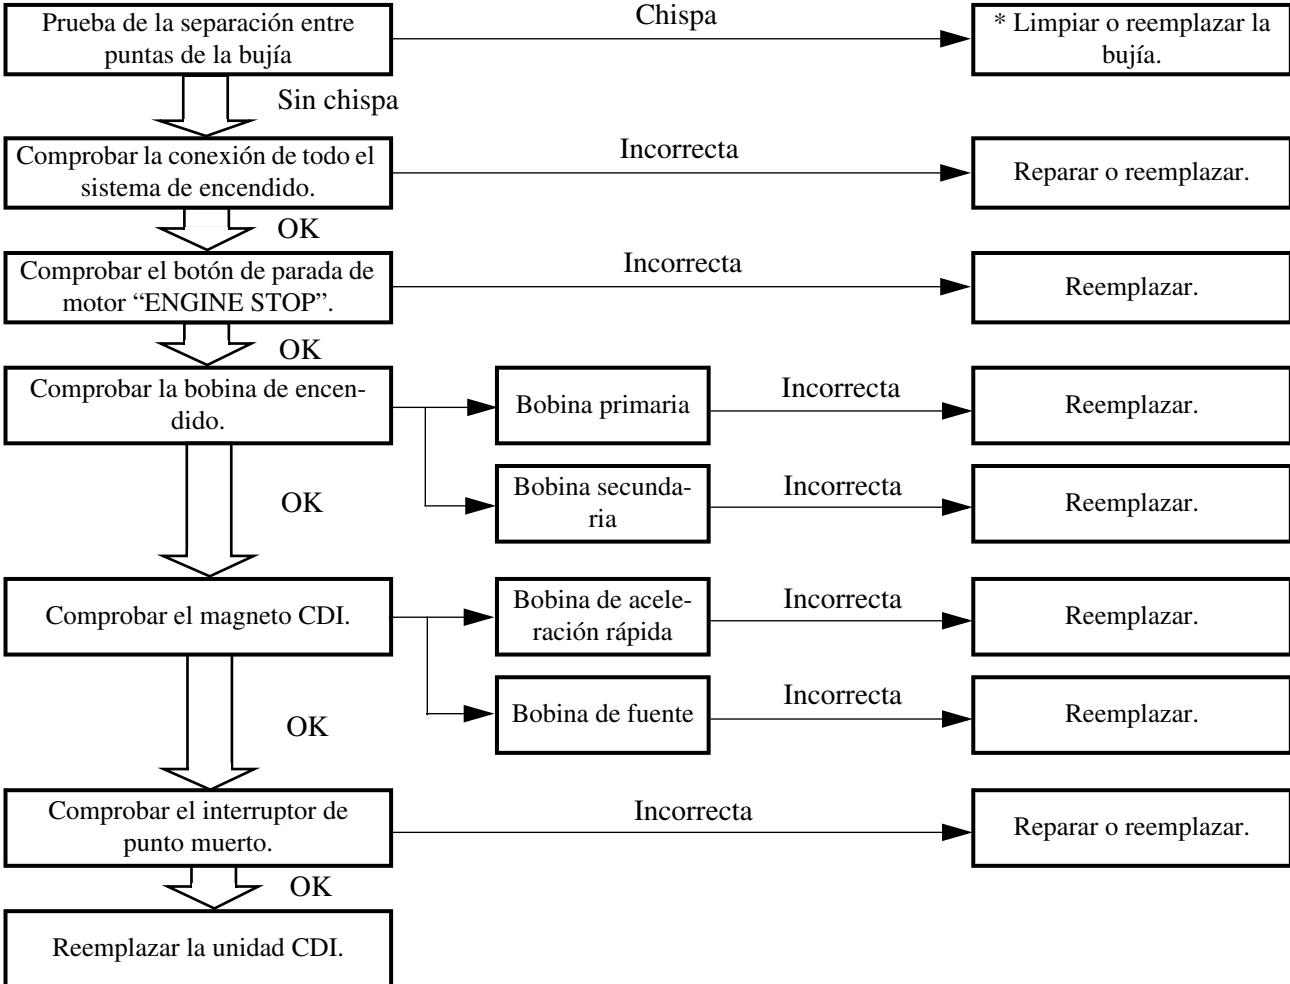 Prueba de la separación entre
puntas de la bujía
Chispa
* Limpiar o reemplazar la
bujía.
Sin chispa
Comprobar la conexión de todo el
sistema de encendido.
Incorrecta
Reparar o reemplazar.
OK
Comprobar el botón de parada de
motor “ENGINE STOP”.
Incorrecta
Reemplazar.
OK
Comprobar la bobina de encen-
dido.
Bobina primaria
Incorrecta
Reemplazar.
Bobina secunda-
ria
Incorrecta
Reemplazar.
OK
Comprobar el magneto CDI.
Bobina de acele-
ración rápida
Incorrecta
Reemplazar.
Bobina de fuente
Incorrecta
Reemplazar.
OK
Comprobar el interruptor de
punto muerto.
Incorrecta
Reparar o reemplazar.
OK
Reemplazar la unidad CDI.